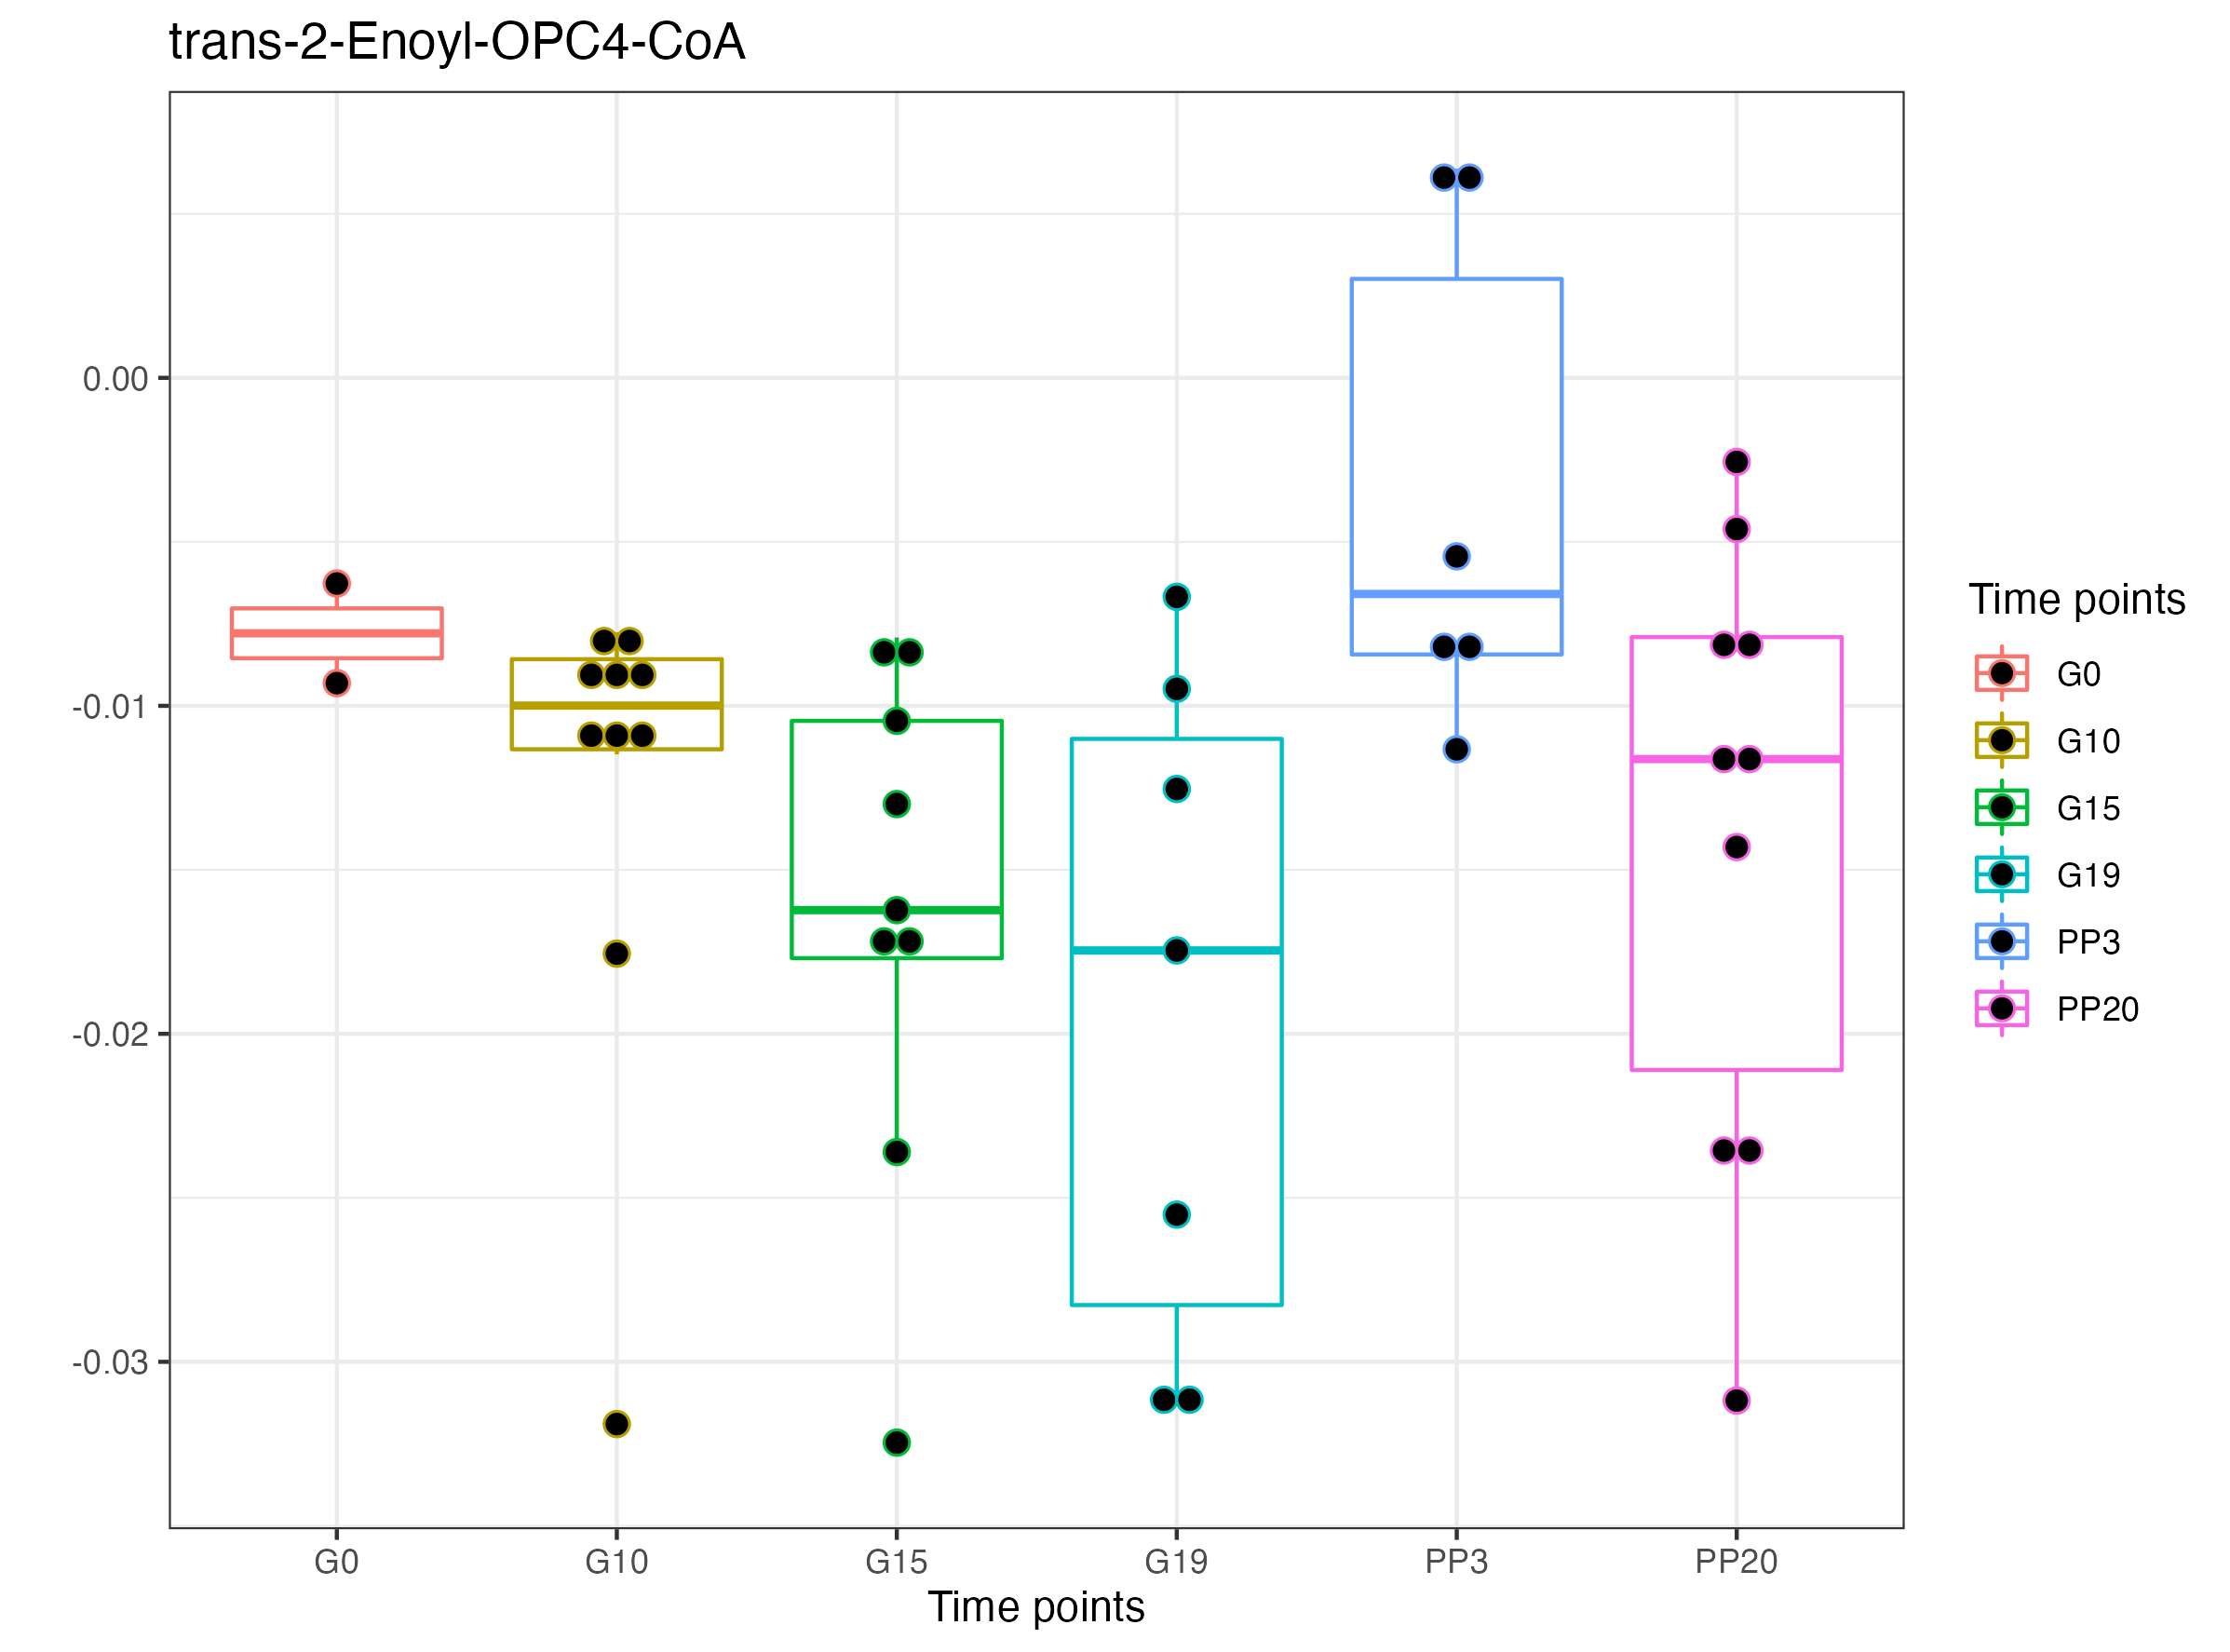 trans-2-Enoyl-OPC4-CoA
0.00
-0.01
-0.02
-0.03
G0 G10 G15 G19 PP3 PP20
Time points
Time points
G0
G10
G15
G19
PP3
PP20